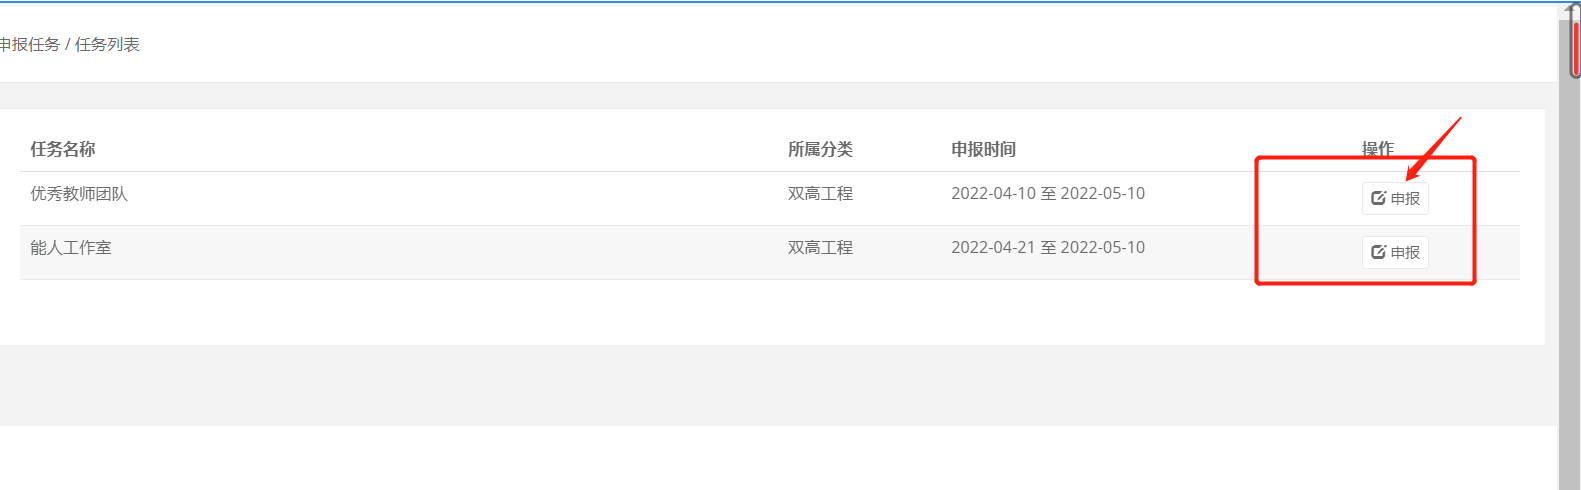 申报任务 / 任务列表
任务名称 所属分类 申报时间 操作
优秀教师团队 双高工程 2022-04-10 至 2022-05-10 申报
能人工作室 双高工程 2022-04-21 至 2022-05-10 申报